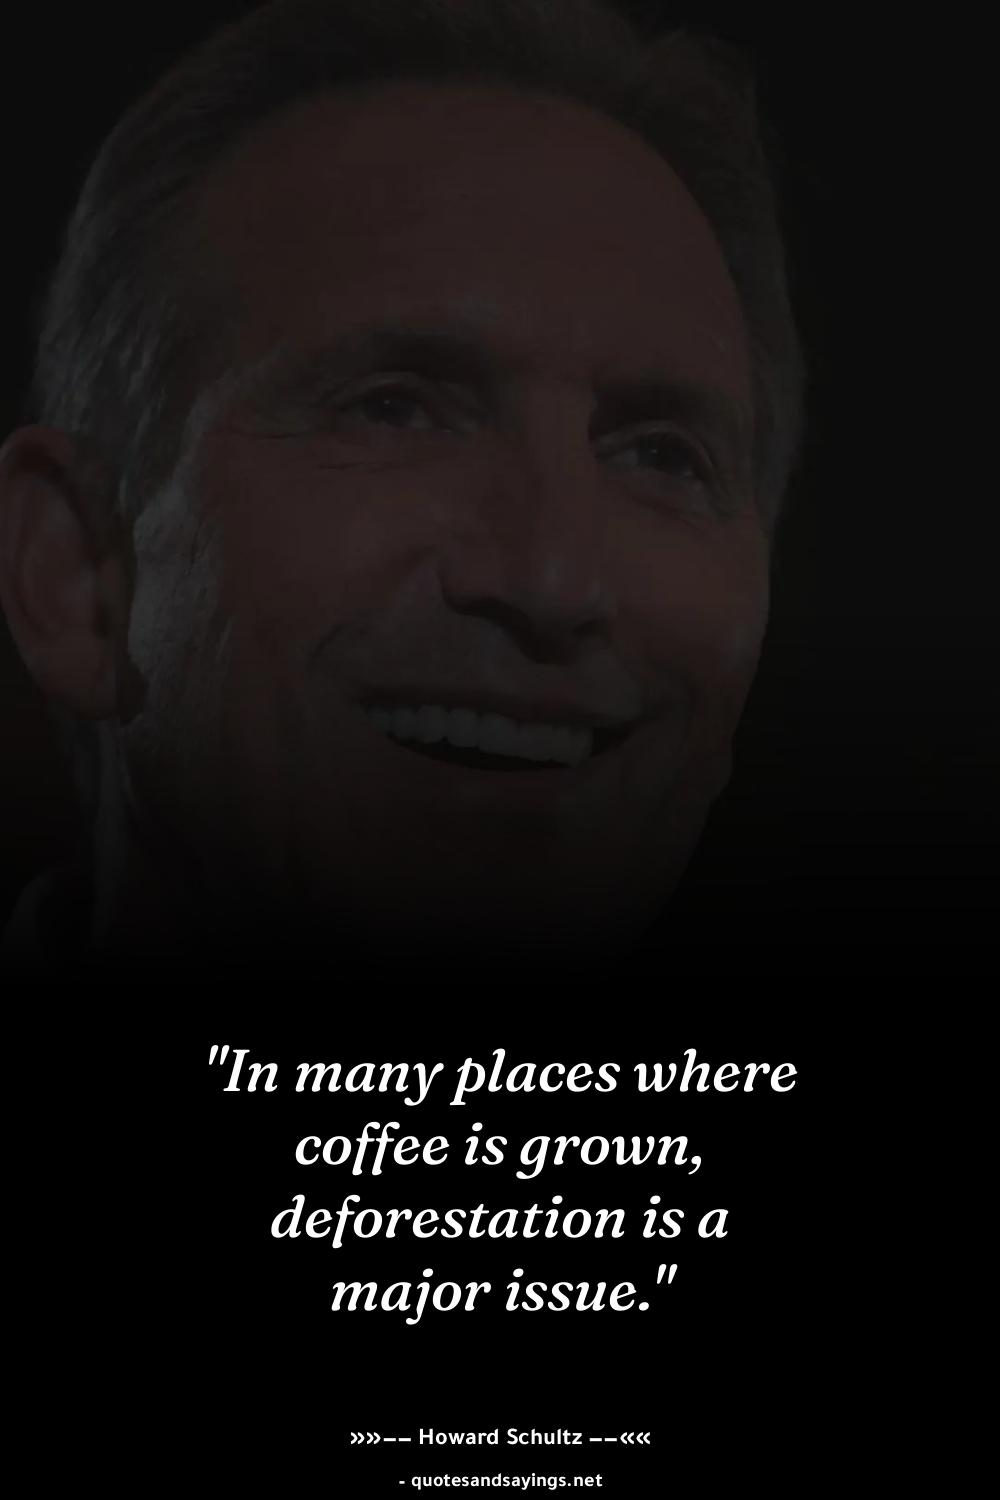 "In many places where
coffee is grown,
deforestation is a
major issue."
»»−− Howard Schultz −−««
- quotesandsayings.net